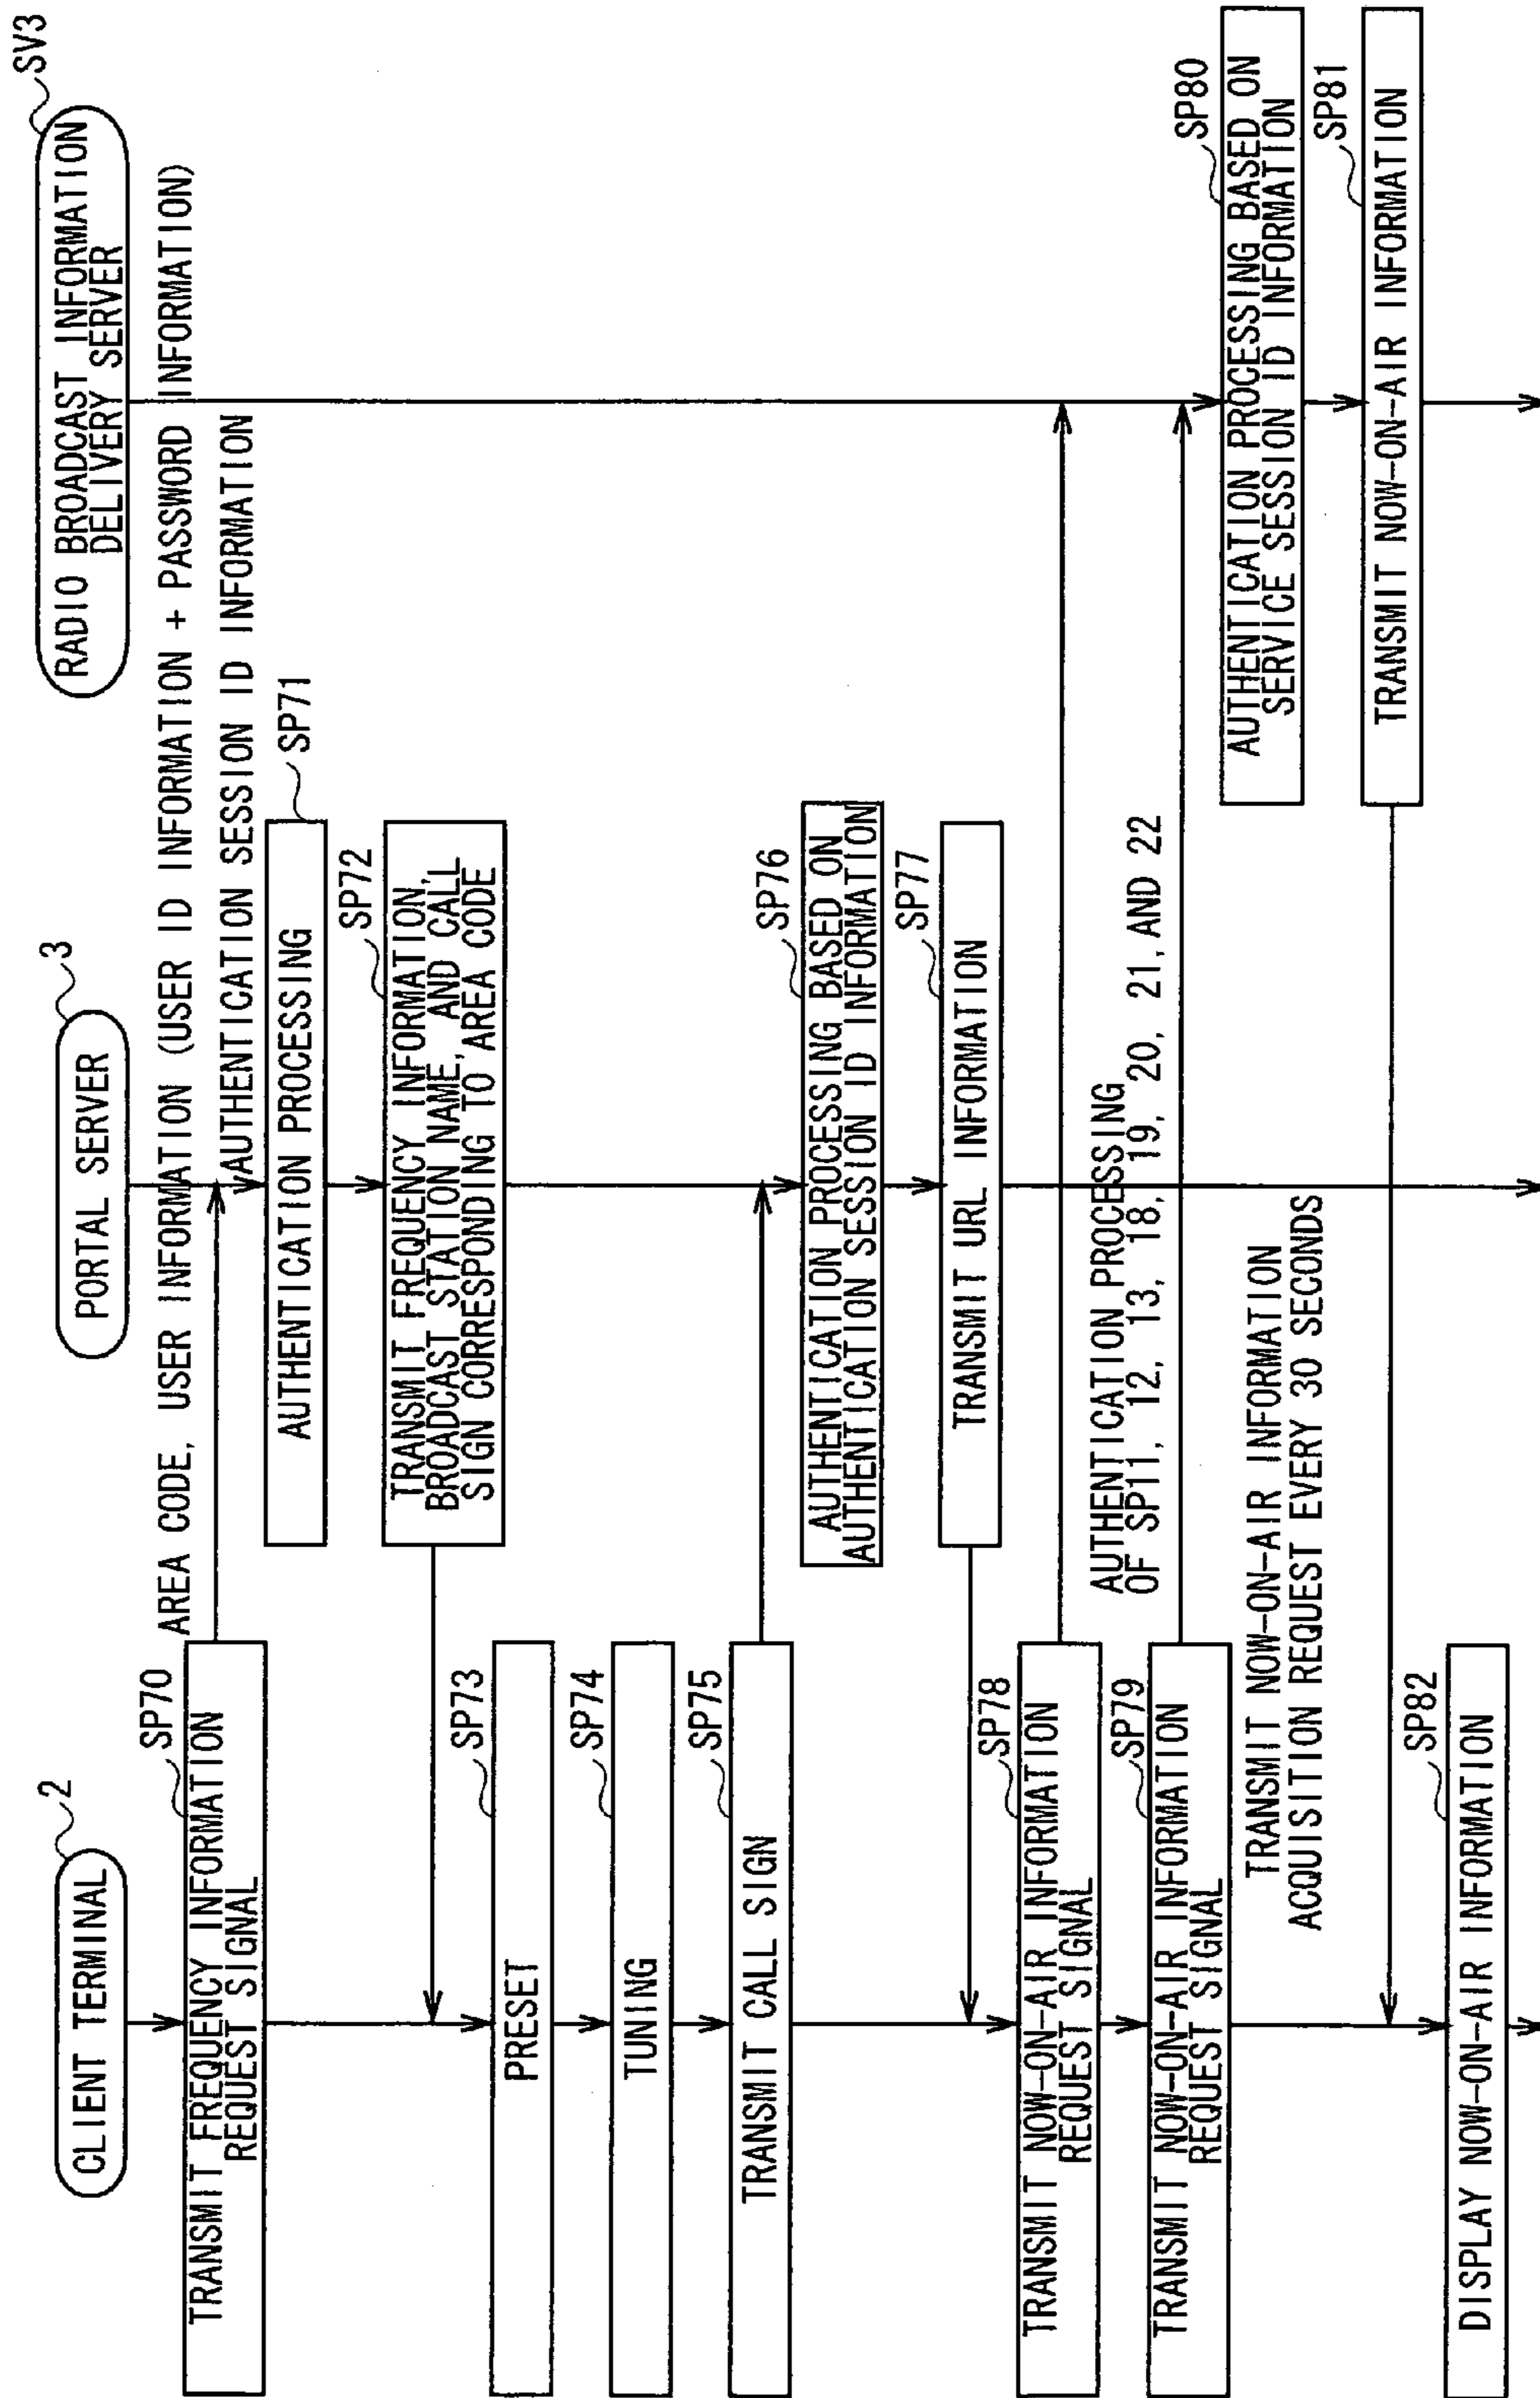 CLIENT TERMINAL
2
PORTAL SERVER
3
RADIO BROADCAST INFORMATION
DELIVERY SERVER
SV3
SP70
TRANSMIT FREQUENCY INFORMATION
REQUEST SIGNAL
AREA CODE, USER INFORMATION (USER ID INFORMATION + PASSWORD INFORMATION)
AUTHENTICATION SESSION ID INFORMATION
SP71
AUTHENTICATION PROCESSING
SP72
TRANSMIT FREQUENCY INFORMATION,
BROADCAST STATION NAME, AND CALL
SIGN CORRESPONDING TO AREA CODE
SP73
PRESET
SP74
TUNING
SP75
TRANSMIT CALL SIGN
SP76
AUTHENTICATION PROCESSING BASED ON
AUTHENTICATION SESSION ID INFORMATION
SP77
TRANSMIT URL INFORMATION
SP78
TRANSMIT NOW-ON-AIR INFORMATION
REQUEST SIGNAL
AUTHENTICATION PROCESSING
OF SP11, 12, 13, 18, 19, 20, 21, AND 22
SP79
TRANSMIT NOW-ON-AIR INFORMATION
REQUEST SIGNAL
SP80
AUTHENTICATION PROCESSING BASED ON
SERVICE SESSION ID INFORMATION
TRANSMIT NOW-ON-AIR INFORMATION
ACQUISITION REQUEST EVERY 30 SECONDS
SP81
TRANSMIT NOW-ON-AIR INFORMATION
SP82
DISPLAY NOW-ON-AIR INFORMATION